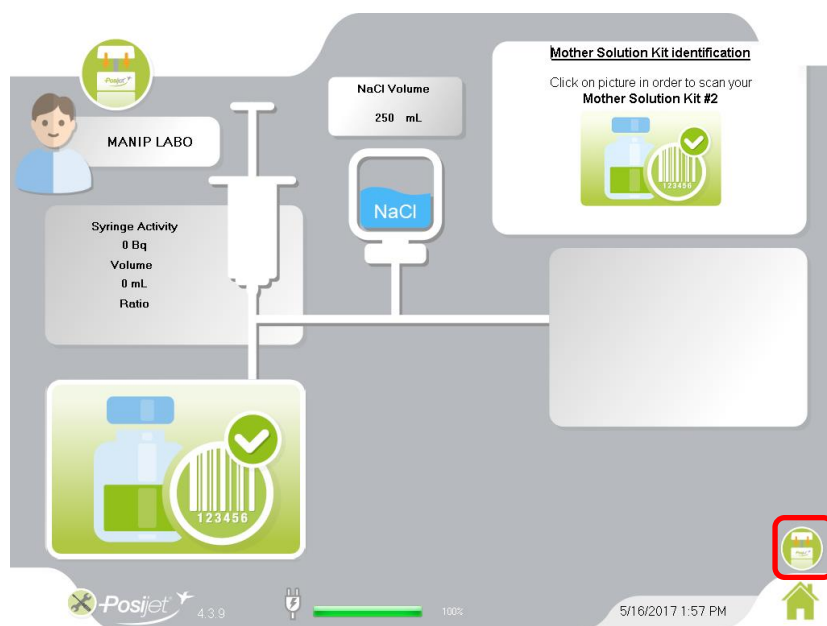 Mother Solution Kit identification
Click on picture in order to scan your
Mother Solution Kit #2
123456
Posijet
MANIP LABO
NaCl Volume
250 mL
NaCl
Syringe Activity
0 Bq
Volume
0 mL
Ratio
123456
Posijet
4.3.9
100%
5/16/2017 1:57 PM